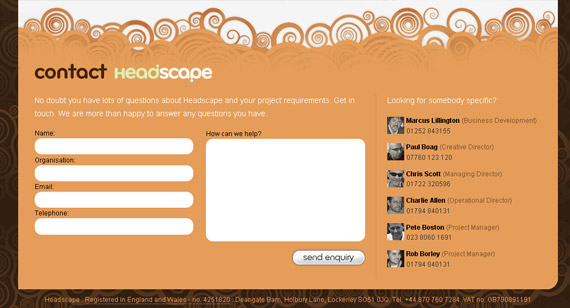 contact Headscape
No doubt you have lots of questions about Headscape and your project requirements. Get in
touch. We are more than happy to answer any questions you have.
Name:
Organisation:
Email:
Telephone:
How can we help?
send enquiry
Looking for somebody specific?
Marcus Lillington (Business Development)
01252 843155
Paul Boag (Creative Director)
07760 123 120
Chris Scott (Managing Director)
01722 320596
Charlie Allen (Operational Director)
01794 840131
Pete Boston (Project Manager)
023 8060 1691
Rob Borley (Project Manager)
01794 840131
Headscape : Registered in England and Wales - no. 4251820 : Deangate Barn, Holbury Lane, Lockerley SO51 0JQ. Tel: +44 870 760 7284. VAT no. GB790891191